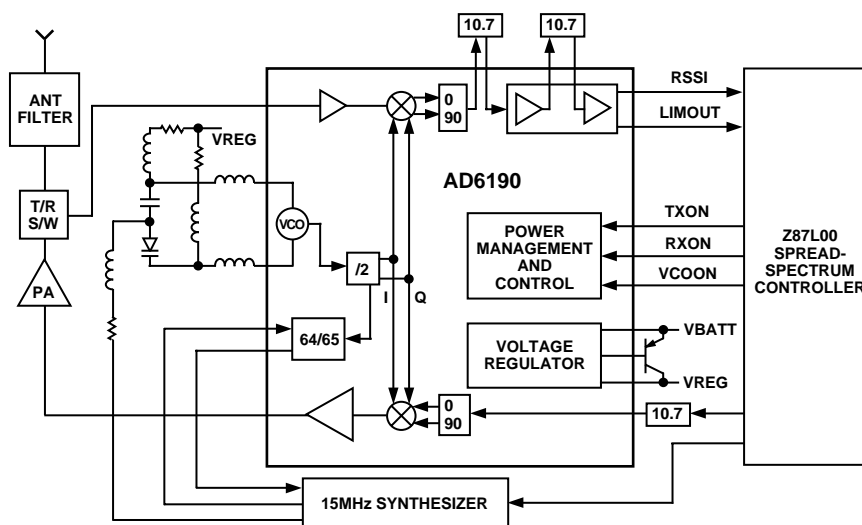 10.7
10.7
RSSI
LIMOUT
ANT
FILTER
VREG
0
90
AD6190
T/R
S/W
VCO
POWER
MANAGEMENT
AND
CONTROL
TXON
RXON
VCOON
Z87L00
SPREAD-
SPECTRUM
CONTROLLER
PA
/2
I
Q
64/65
VOLTAGE
REGULATOR
VBATT
VREG
0
90
10.7
15MHz SYNTHESIZER